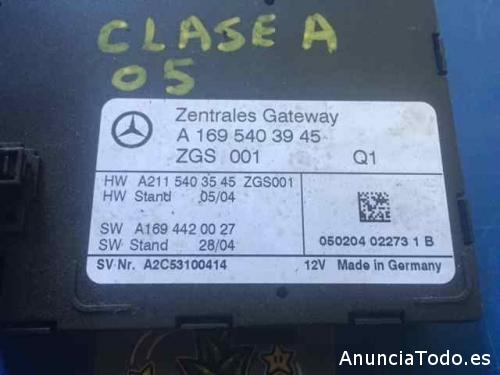 CLASE A
05
Zentrales Gateway
A 169 540 39 45
ZGS 001 Q1
HW A211 540 35 45 ZGS001
HW Stand 05/04
SW A169 442 00 27
SW Stand 28/04
050204 02273 1 B
SV Nr. A2C53100414 12V Made in Germany
AnunciaTodo.es